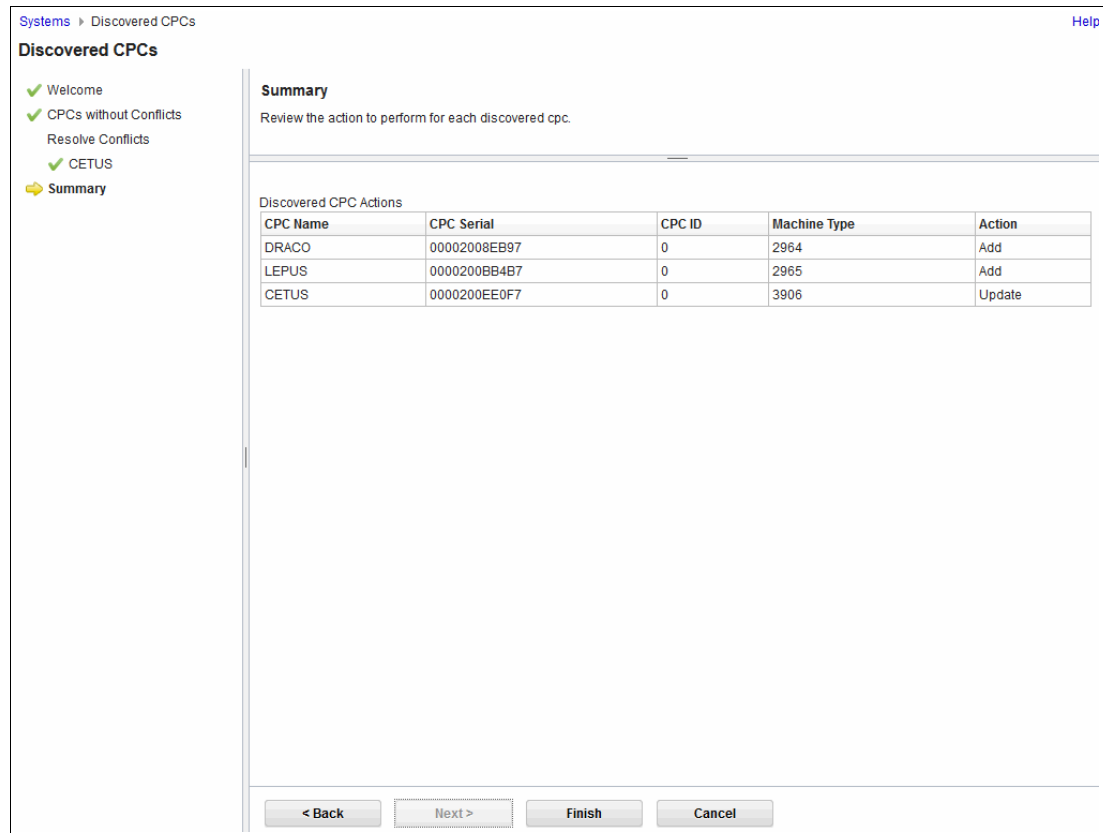 Systems ▸ Discovered CPCs Help
Discovered CPCs
Welcome
CPCs without Conflicts
Resolve Conflicts
CETUS
Summary
Summary
Review the action to perform for each discovered cpc.
Discovered CPC Actions
CPC Name CPC Serial CPC ID Machine Type Action
DRACO 00002008EB97 0 2964 Add
LEPUS 0000200BB4B7 0 2965 Add
CETUS 0000200EE0F7 0 3906 Update
< Back Next > Finish Cancel